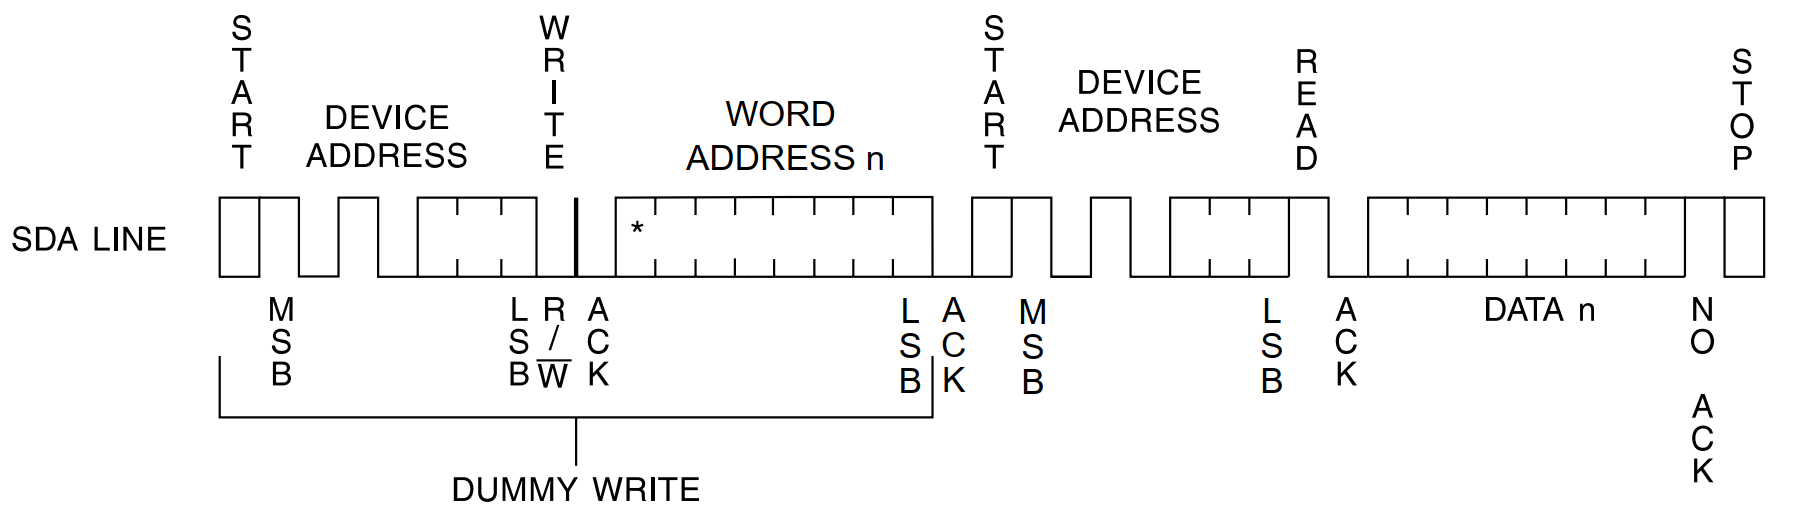 START
WRITE
START
READ
STOP
DEVICE
ADDRESS
WORD
ADDRESS n
DEVICE
ADDRESS
SDA LINE
*
MSB
LSB
R/W
ACK
LSB
ACK
MSB
LSB
ACK
DATA n
NO ACK
DUMMY WRITE